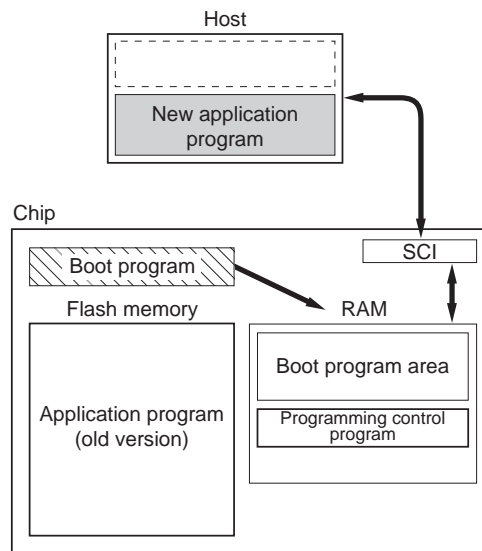 Host
New application
program
Chip
SCI
Boot program
Flash memory
RAM
Boot program area
Application program
(old version)
Programming control
program